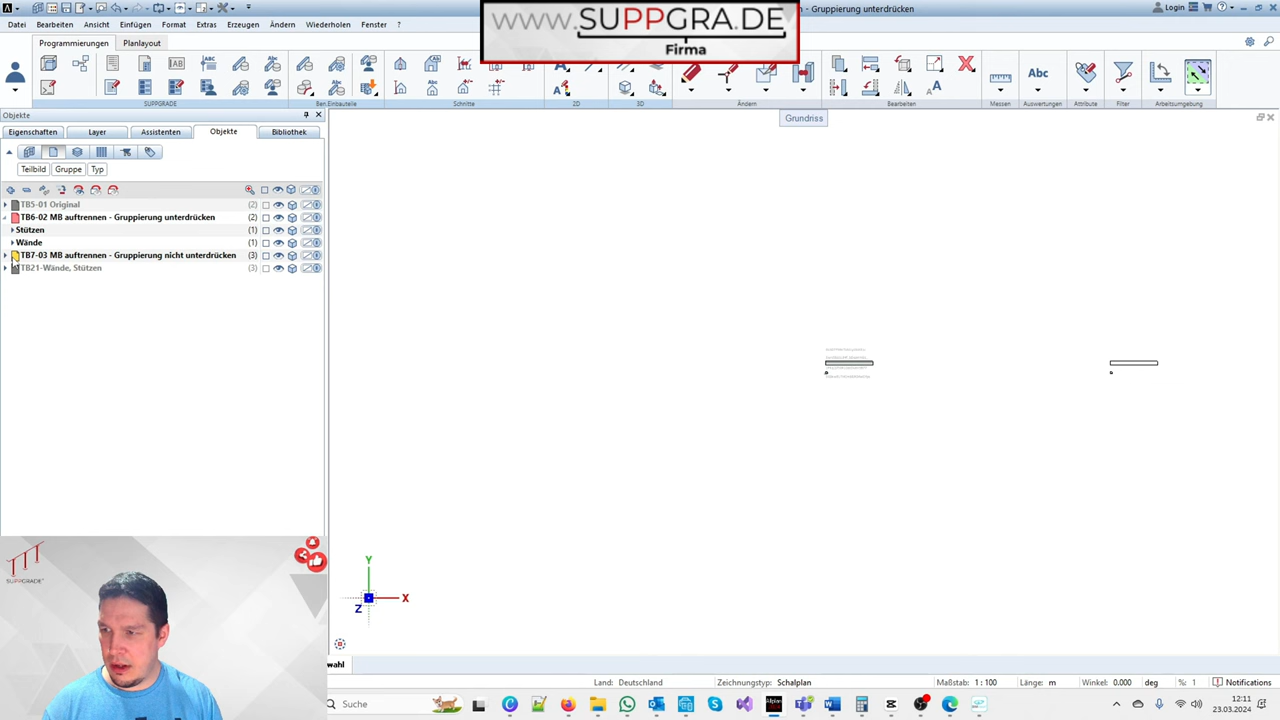 www.SUPPGRA.DE
Firma
- Gruppierung unterdrücken
Login
Bearbeiten Ansicht Einfügen Format Extras Erzeugen Ändern Wiederholen Fenster ?
Programmierungen Planlayout
Abc
SUPPGRADE Ben.Einbauteile Schnitte 2D 3D Ändern Bearbeiten Messen Auswertungen Attribute Filter Arbeitsumgebung
Objekte
Grundriss
Eigenschaften Layer Assistenten Objekte Bibliothek
Teilbild Gruppe Typ
TB5-01 Original (2)
TB6-02 MB auftrennen - Gruppierung unterdrücken (2)
Stützen (1)
Wände (1)
TB7-03 MB auftrennen - Gruppierung nicht unterdrücken (3)
TB21-Wände, Stützen (3)
Y
X
Z
SUPPGRADE
wahl
Land: Deutschland Zeichnungstyp: Schalplan Maßstab: 1 : 100 Länge: m Winkel: 0.000 deg %: 1 Notifications
Suche
12:11
23.03.2024